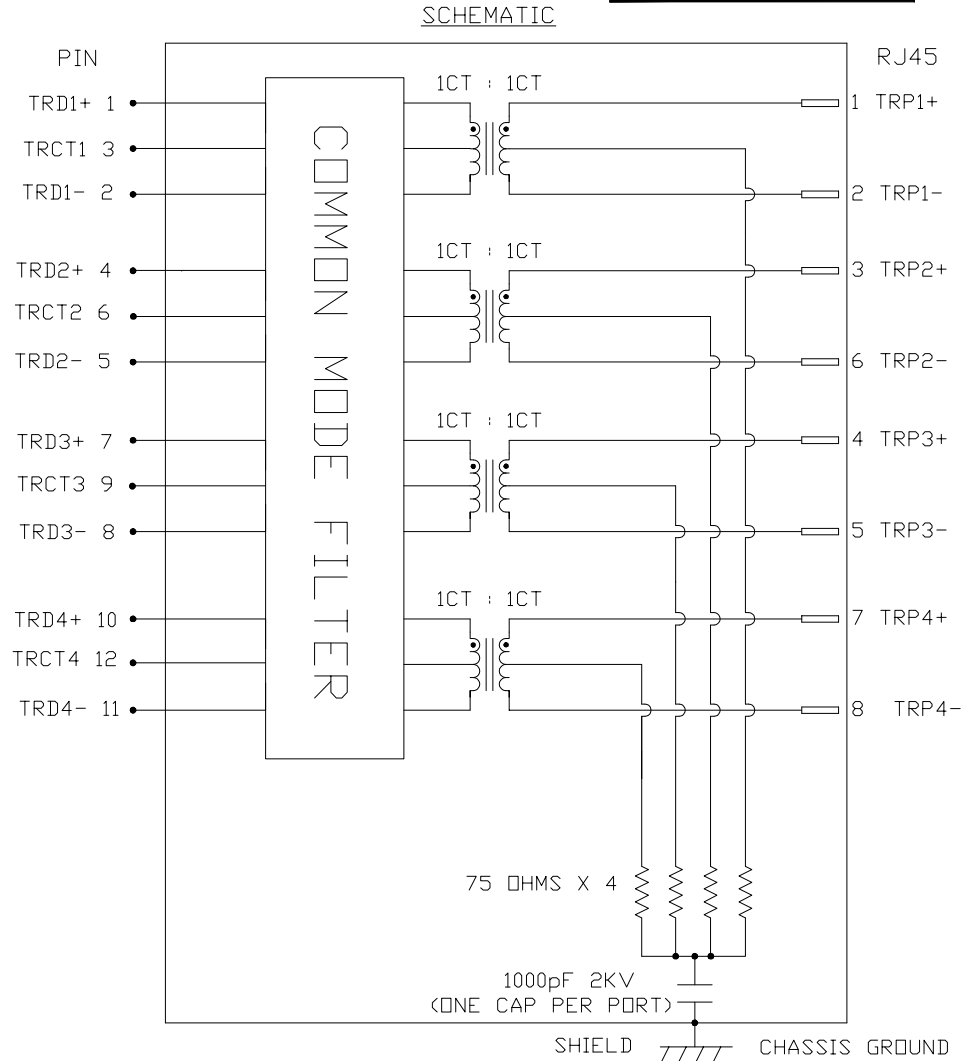 SCHEMATIC
PIN
RJ45
1CT : 1CT
TRD1+ 1
1 TRP1+
TRCT1 3
TRD1- 2
2 TRP1-
1CT : 1CT
TRD2+ 4
3 TRP2+
TRCT2 6
TRD2- 5
6 TRP2-
COMMON MODE FILTER
1CT : 1CT
TRD3+ 7
4 TRP3+
TRCT3 9
TRD3- 8
5 TRP3-
1CT : 1CT
TRD4+ 10
7 TRP4+
TRCT4 12
TRD4- 11
8 TRP4-
75 OHMS X 4
1000pF 2KV
(ONE CAP PER PORT)
SHIELD
CHASSIS GROUND